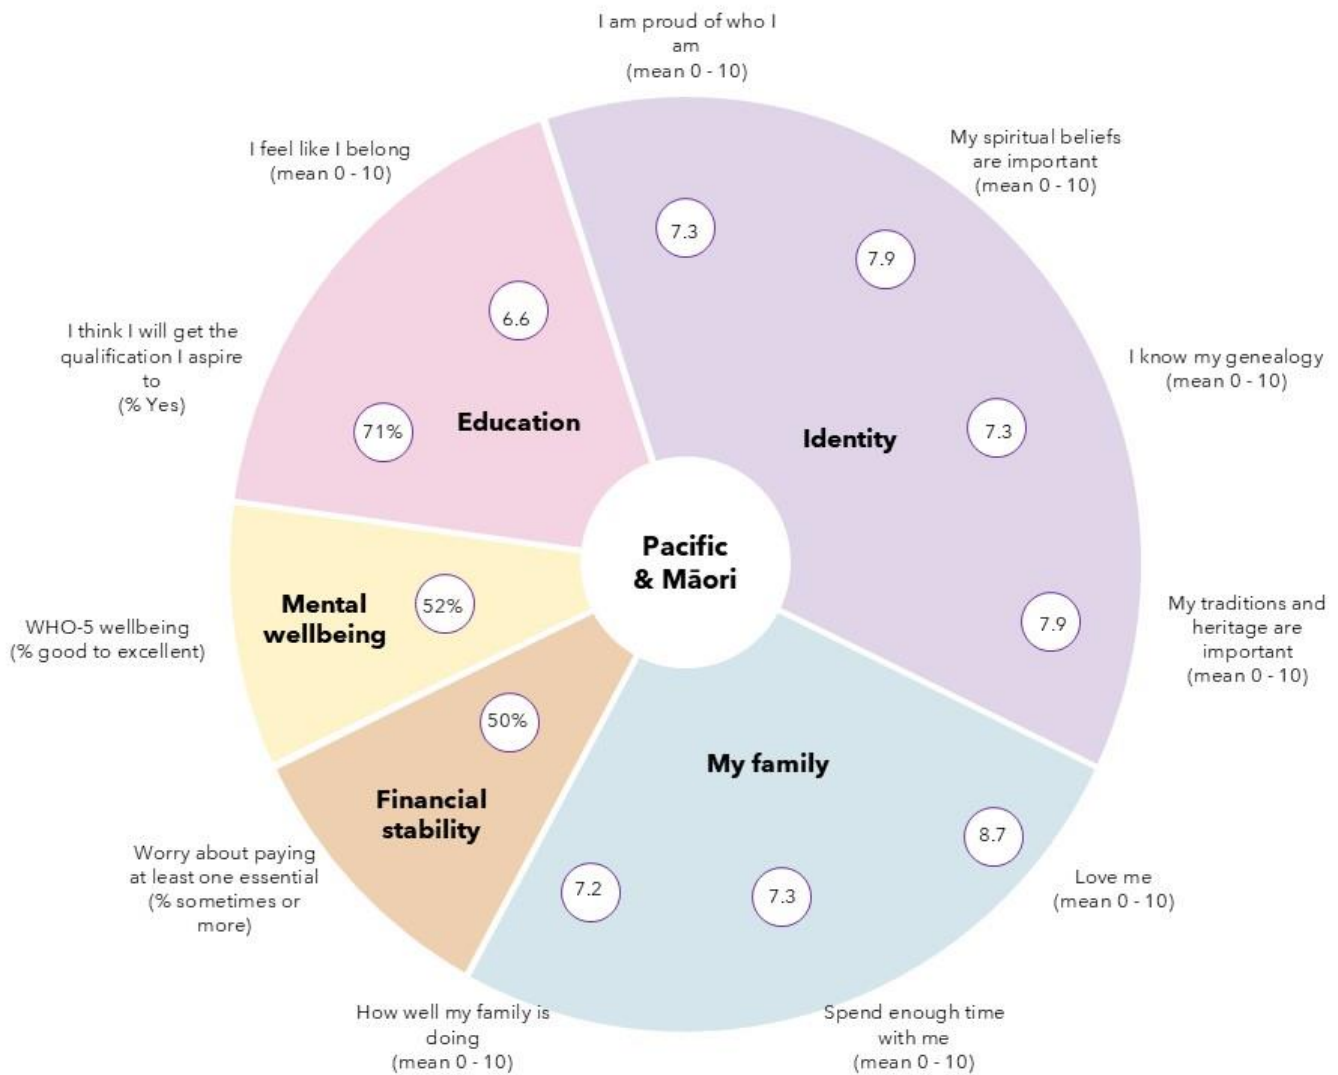 I am proud of who I
am
(mean 0 - 10)
My spiritual beliefs
are important
(mean 0 - 10)
I know my genealogy
(mean 0 - 10)
My traditions and
heritage are
important
(mean 0 - 10)
Love me
(mean 0 - 10)
Spend enough time
with me
(mean 0 - 10)
How well my family is
doing
(mean 0 - 10)
Worry about paying
at least one essential
(% sometimes or
more)
WHO-5 wellbeing
(% good to excellent)
I think I will get the
qualification I aspire
to
(% Yes)
I feel like I belong
(mean 0 - 10)
7.3
7.9
7.3
7.9
Identity
8.7
7.3
7.2
My family
50%
Financial
stability
52%
Mental
wellbeing
71%
6.6
Education
Pacific
& Māori